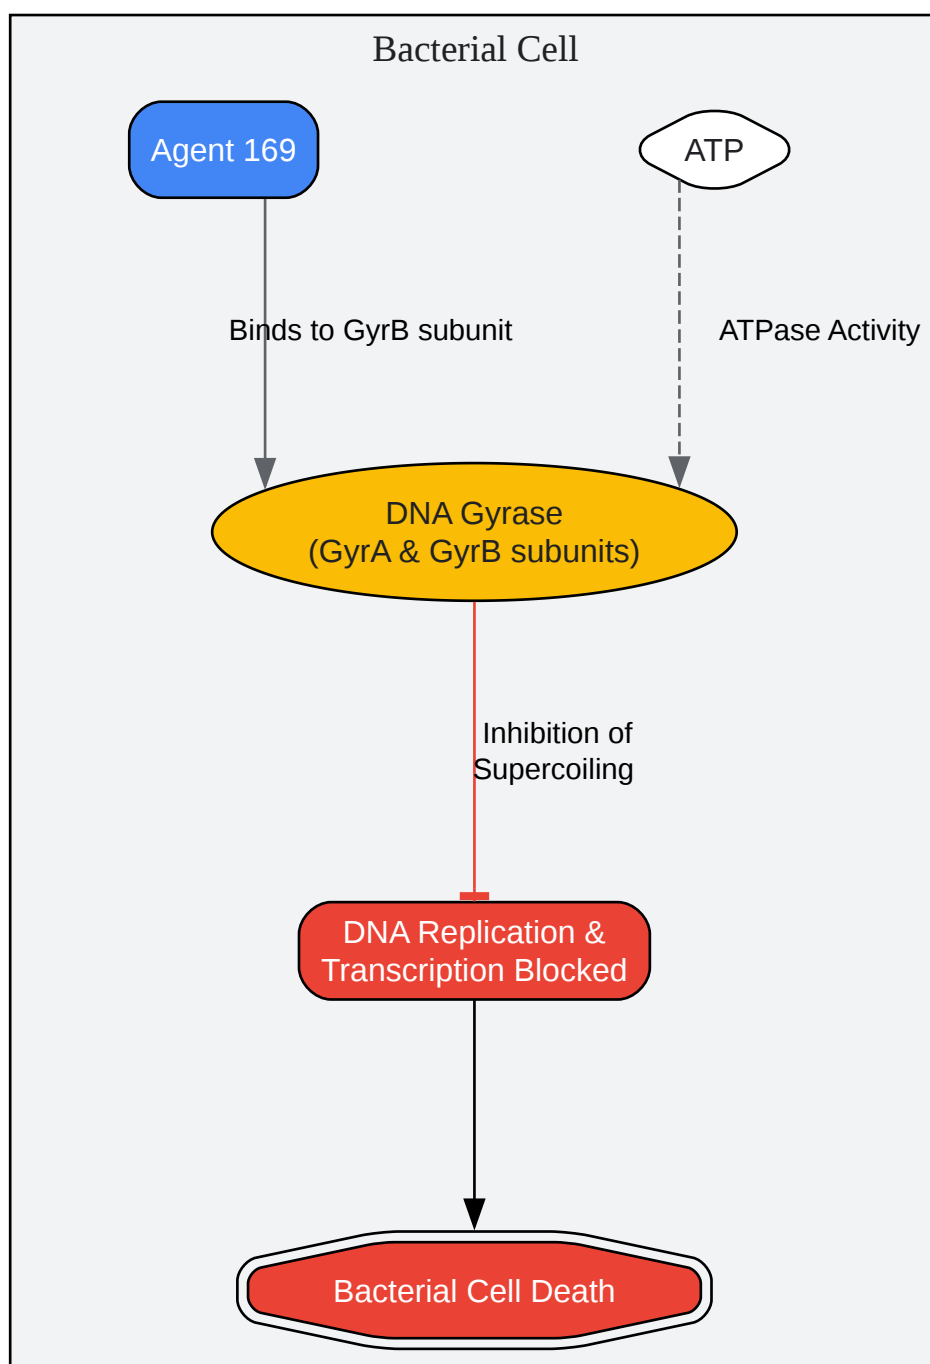 Bacterial Cell
Agent 169
ATP
Binds to GyrB subunit
ATPase Activity
DNA Gyrase
(GyrA & GyrB subunits)
Inhibition of
Supercoiling
DNA Replication &
Transcription Blocked
Bacterial Cell Death